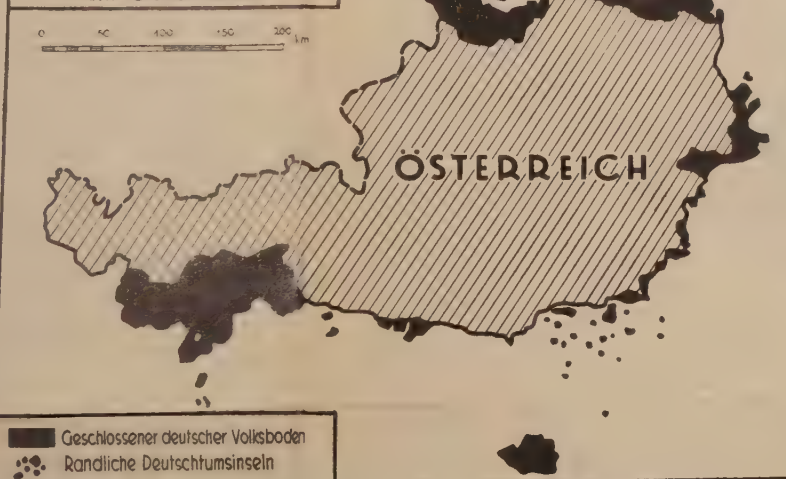 0 50 100 150 200 km
ÖSTERREICH
Geschlossener deutscher Volksboden
Randliche Deutschtumsinseln